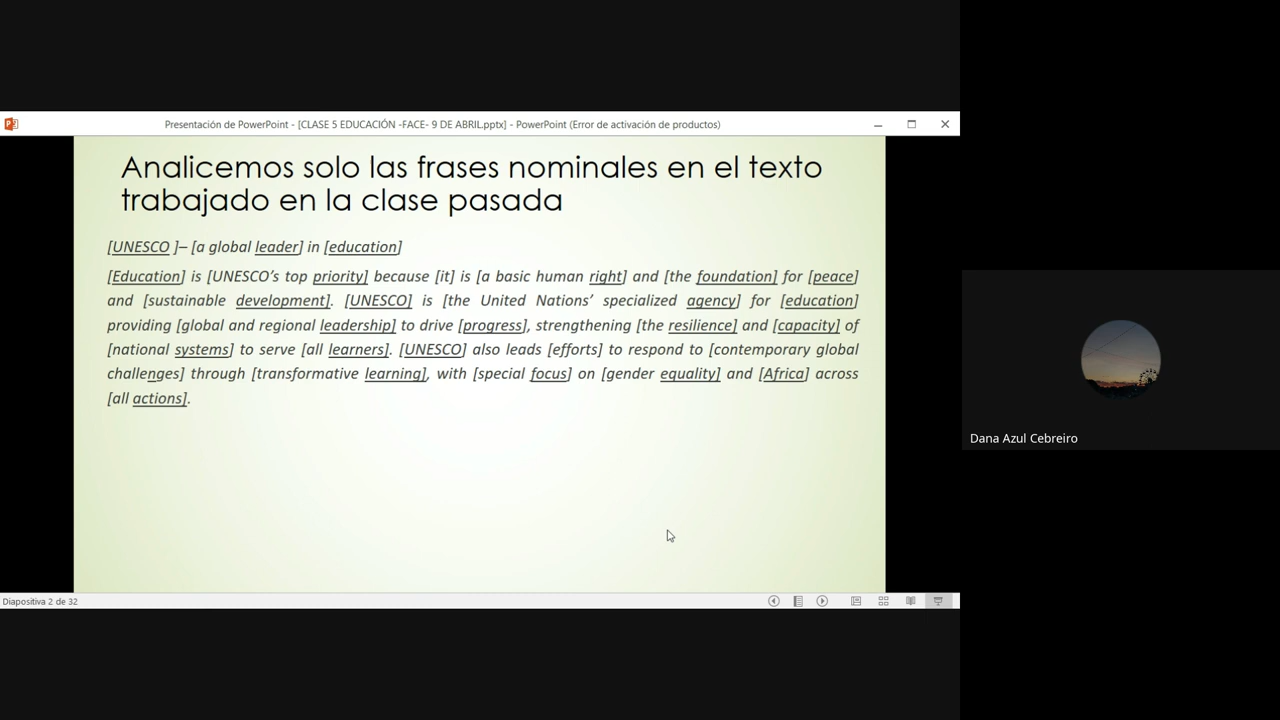 Presentación de PowerPoint - [CLASE 5 EDUCACIÓN -FACE- 9 DE ABRIL.pptx] - PowerPoint (Error de activación de productos)
Analicemos solo las frases nominales en el texto
trabajado en la clase pasada
[UNESCO ]– [a global leader] in [education]
[Education] is [UNESCO’s top priority] because [it] is [a basic human right] and [the foundation] for [peace]
and [sustainable development]. [UNESCO] is [the United Nations’ specialized agency] for [education]
providing [global and regional leadership] to drive [progress], strengthening [the resilience] and [capacity] of
[national systems] to serve [all learners]. [UNESCO] also leads [efforts] to respond to [contemporary global
challenges] through [transformative learning], with [special focus] on [gender equality] and [Africa] across
[all actions].
Dana Azul Cebreiro
Diapositiva 2 de 32